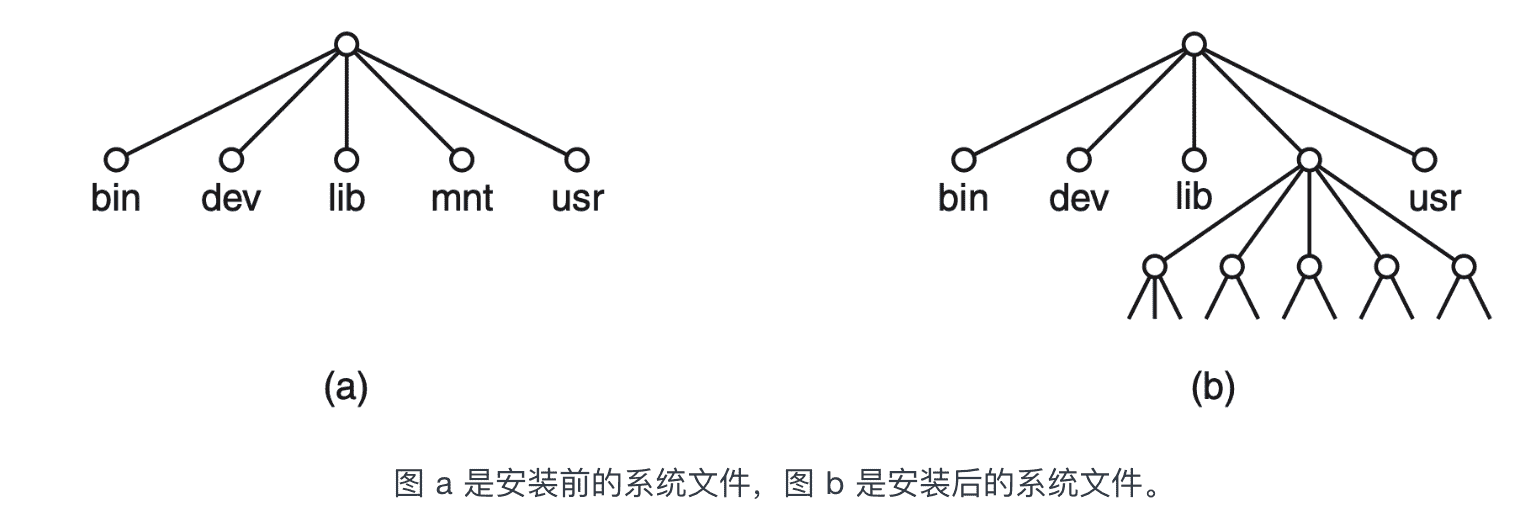 bin dev lib mnt usr
bin dev lib usr
(a)
(b)
图 a 是安装前的系统文件，图 b 是安装后的系统文件。